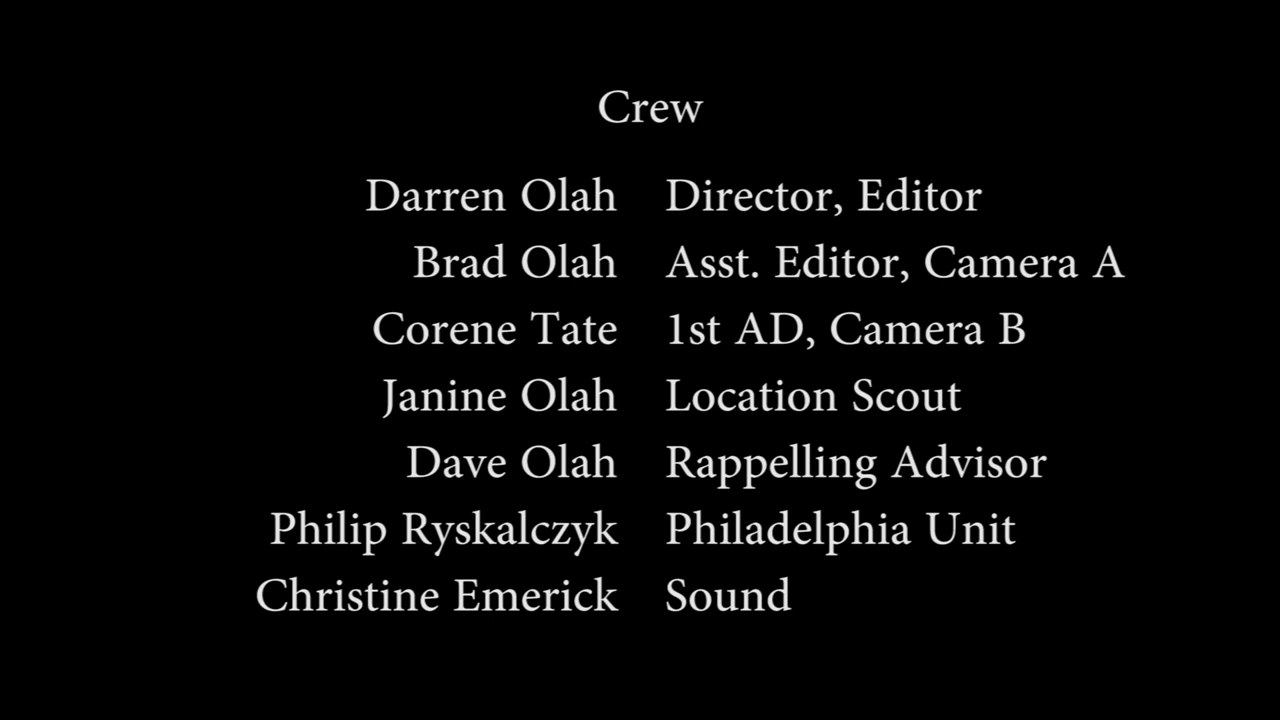 Crew
Darren Olah Director, Editor
Brad Olah Asst. Editor, Camera A
Corene Tate 1st AD, Camera B
Janine Olah Location Scout
Dave Olah Rappelling Advisor
Philip Ryskalczyk Philadelphia Unit
Christine Emerick Sound